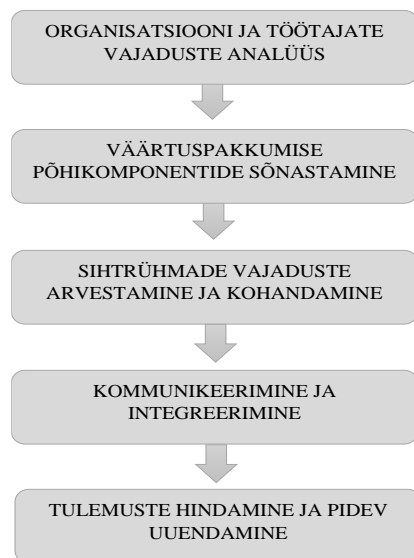 ORGANISATSIOONI JA TÖÖTAJATE
VAJADUSTE ANALÜÜS
VÄÄRTUSPAKKUMISE
PÕHIKOMPONENTIDE SÕNASTAMINE
SIHTRÜHMADE VAJADUSTE
ARVESTAMINE JA KOHANDAMINE
KOMMUNIKEERIMINE JA
INTEGREERIMINE
TULEMUSTE HINDAMINE JA PIDEV
UUENDAMINE